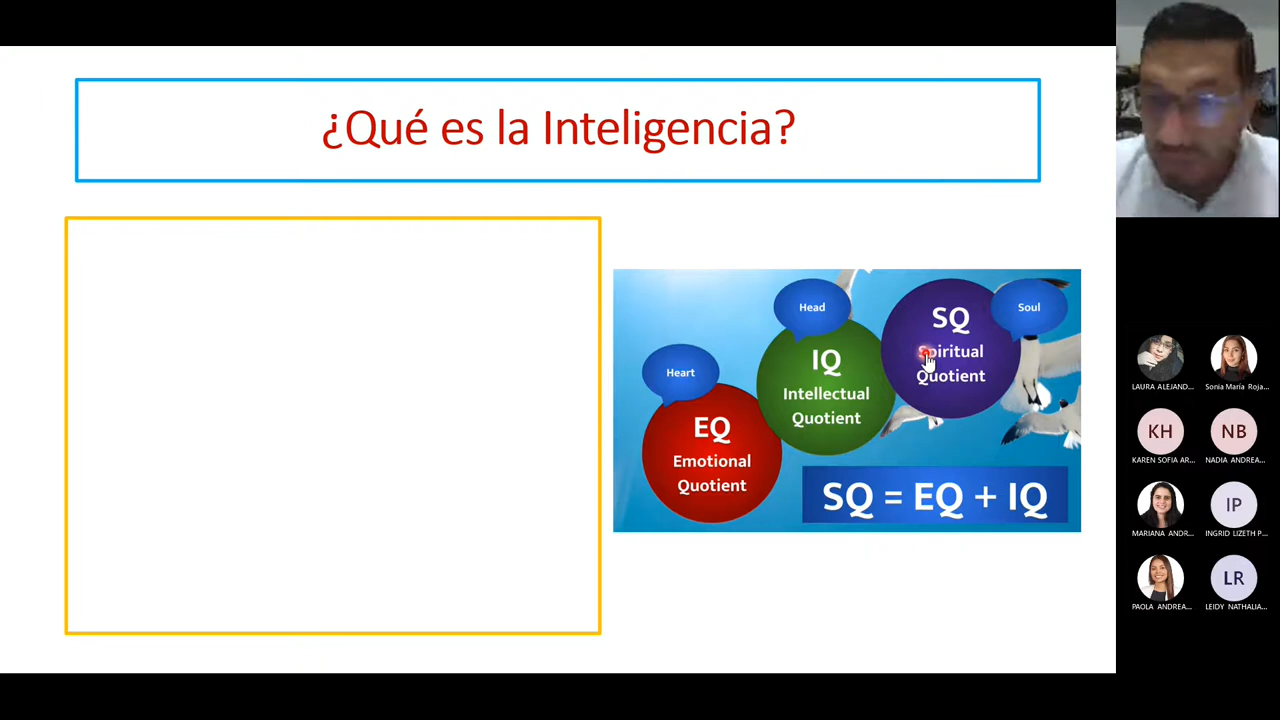 ¿Qué es la Inteligencia?
Head
Soul
SQ
Spiritual
Quotient
Heart
IQ
Intellectual
Quotient
EQ
Emotional
Quotient
SQ = EQ + IQ
LAURA ALEJAND...
Sonia María Roja...
KH
NB
KAREN SOFIA AR...
NADIA ANDREA...
IP
MARIANA ANDR...
INGRID LIZETH P...
LR
PAOLA ANDREA...
LEIDY NATHALIA...